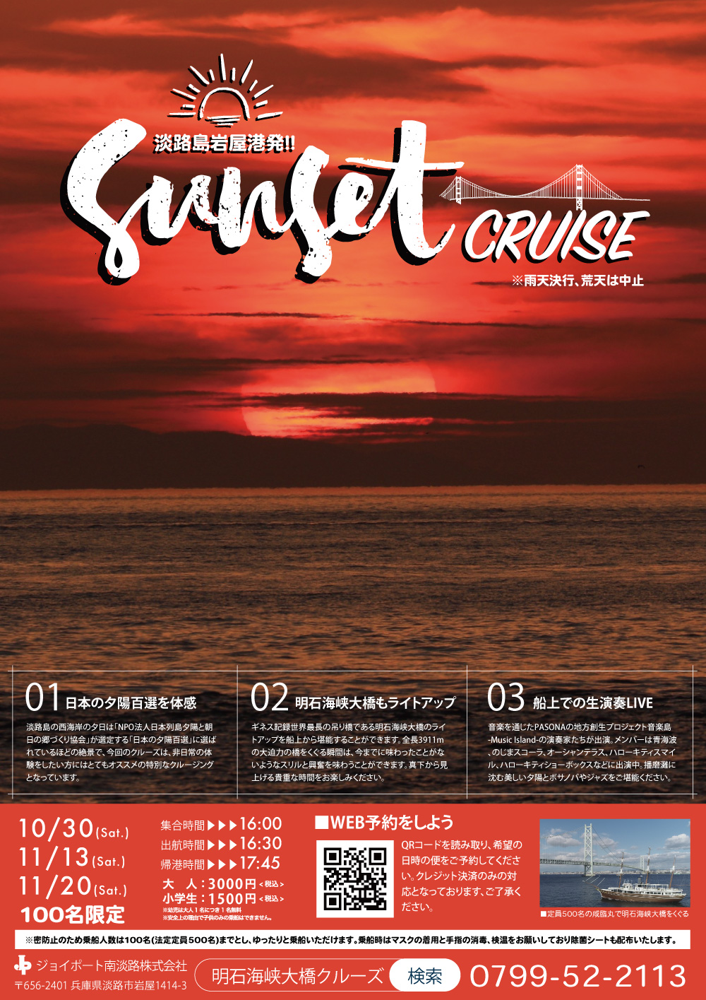 淡路島岩屋港発!!
Sunset
CRUISE
※雨天決行、荒天は中止
01 日本の夕陽百選を体感
淡路島の西海岸の夕日は「NPO法人日本列島夕陽と朝
日の郷づくり協会」が選定する「日本の夕陽百選」に選ば
れているほどの絶景で、今回のクルーズは、非日常の体
験をしたい方にはとてもオススメの特別なクルージング
となっています。
02 明石海峡大橋もライトアップ
ギネス記録世界最長の吊り橋である明石海峡大橋のライ
トアップを船上から堪能することができます。全長3911m
の大迫力の橋をくぐる瞬間は、今までに味わったことがな
いようなスリルと興奮を味わうことができます。真下から見
上げる貴重な時間をお楽しみください。
03 船上での生演奏LIVE
音楽を通じたPASONAの地方創生プロジェクト音楽島
-Music Island-の演奏家たちが出演。メンバーは青海波
、のじまスコーラ、オーシャンテラス、ハローキティスマイ
ル、ハローキティショーボックスなどに出演中。播磨灘に
沈む美しい夕陽とボサノバやジャズをご堪能ください。
10/30(Sat.)
11/13(Sat.)
11/20(Sat.)
100名限定
集合時間▶▶▶16:00
出航時間▶▶▶16:30
帰港時間▶▶▶17:45
大　人：3000円<税込>
小学生：1500円<税込>
※幼児は大人1名につき1名無料
※安全上の理由で子供のみの乗船はできません。
■WEB予約をしよう
QRコードを読み取り、希望の
日時の便をご予約してくださ
い。クレジット決済のみの対
応となっております、ご了承く
ださい。
■定員500名の咸臨丸で明石海峡大橋をくぐる
※密防止のため乗船人数は100名(法定定員500名)までとし、ゆったりと乗船いただけます。乗船時はマスクの着用と手指の消毒、検温をお願いしており除菌シートも配布いたします。
ジョイポート南淡路株式会社
〒656-2401 兵庫県淡路市岩屋1414-3
明石海峡大橋クルーズ 検索
0799-52-2113